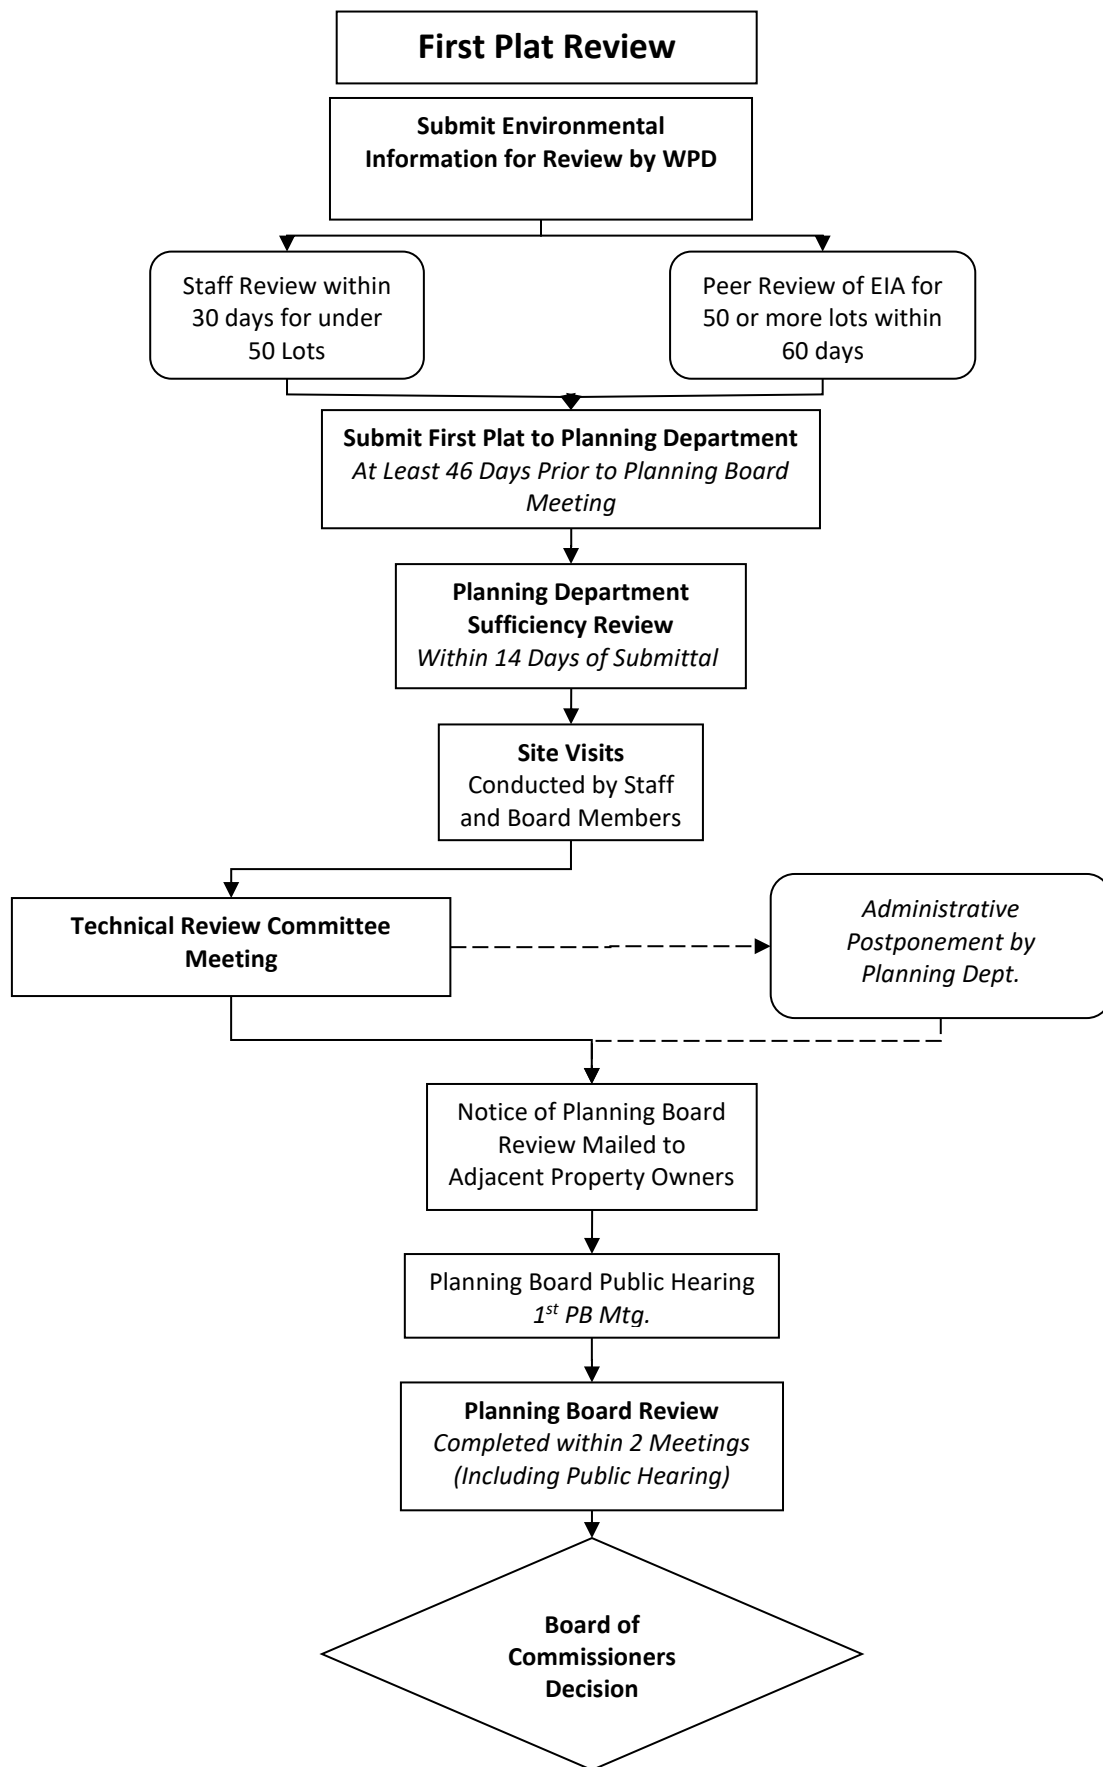 First Plat Review
Submit Environmental
Information for Review by WPD
Staff Review within
30 days for under
50 Lots
Peer Review of EIA for
50 or more lots within
60 days
Submit First Plat to Planning Department
At Least 46 Days Prior to Planning Board
Meeting
Planning Department
Sufficiency Review
Within 14 Days of Submittal
Site Visits
Conducted by Staff
and Board Members
Technical Review Committee
Meeting
Administrative
Postponement by
Planning Dept.
Notice of Planning Board
Review Mailed to
Adjacent Property Owners
Planning Board Public Hearing
1st PB Mtg.
Planning Board Review
Completed within 2 Meetings
(Including Public Hearing)
Board of
Commissioners
Decision